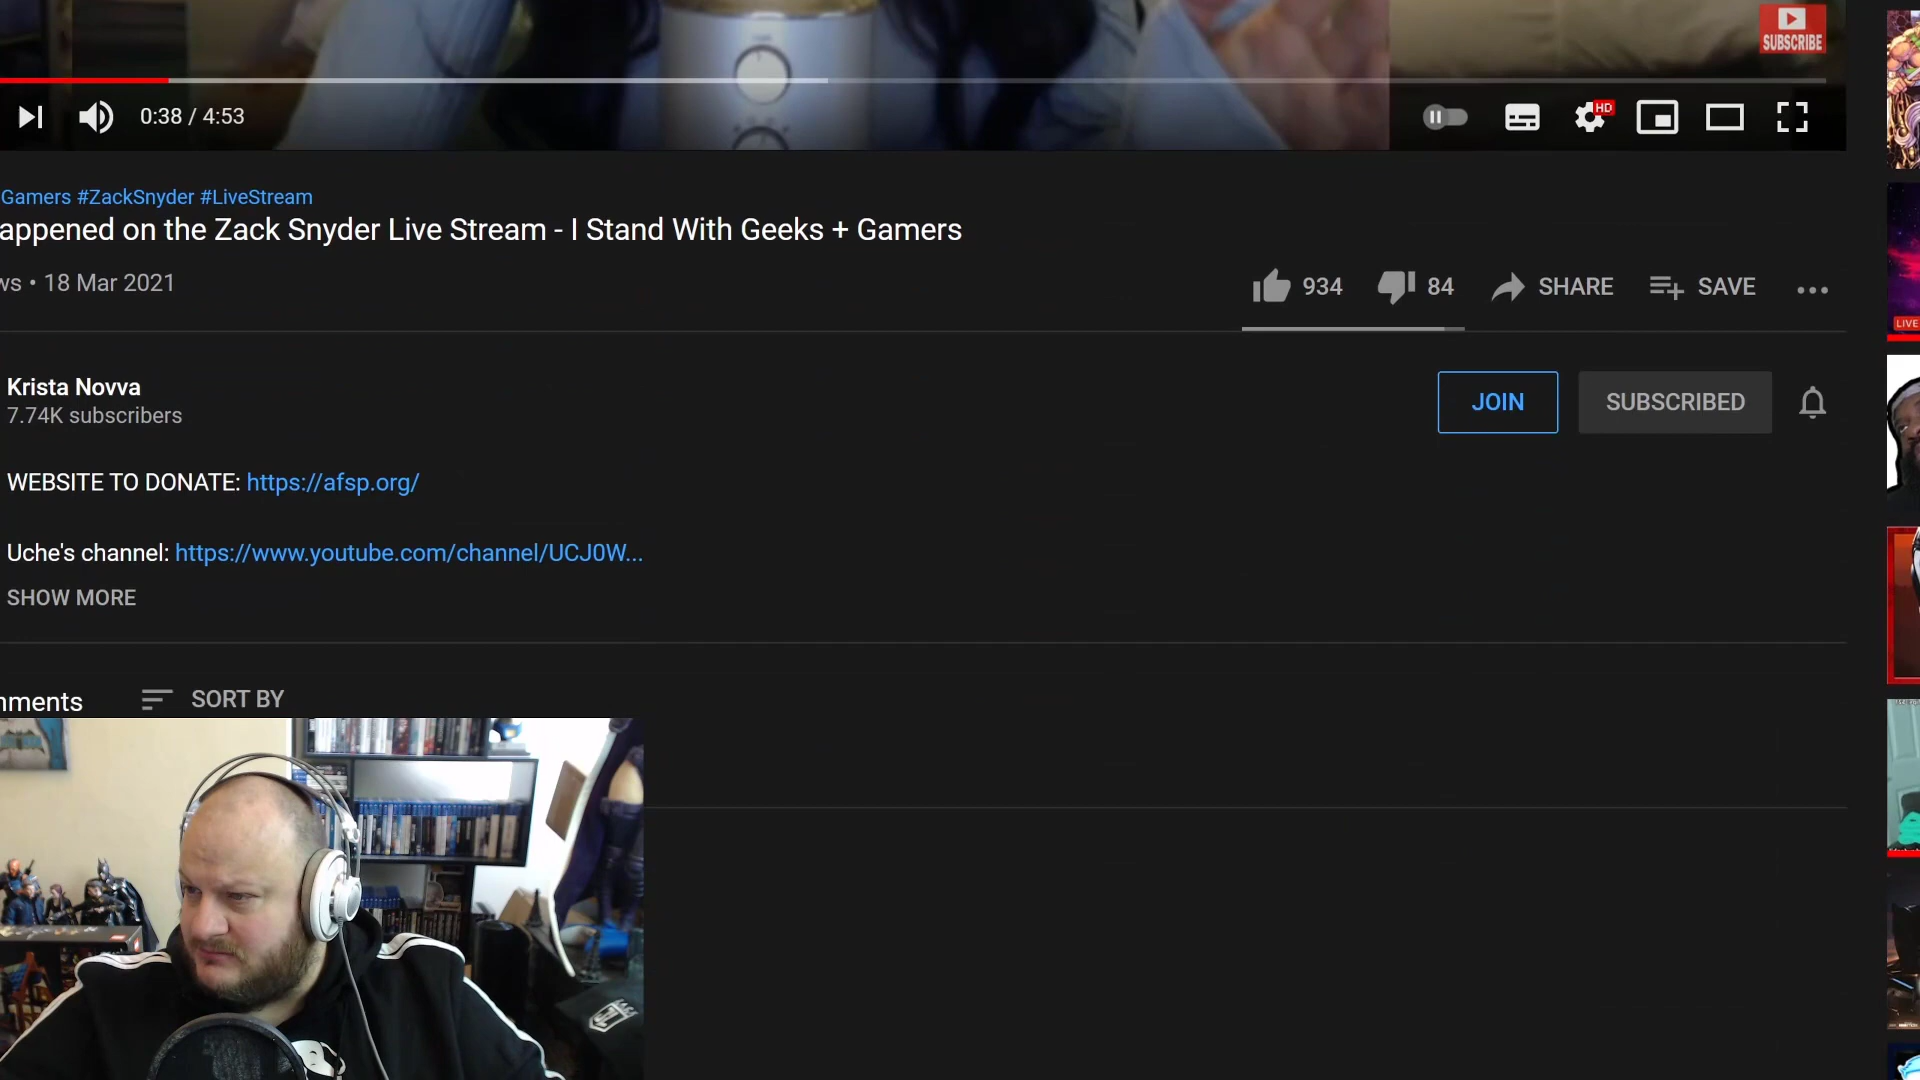 SUBSCRIBE
0:38 / 4:53
HD
Gamers #ZackSnyder #LiveStream
appened on the Zack Snyder Live Stream - I Stand With Geeks + Gamers
ws • 18 Mar 2021
934
84
SHARE
SAVE
LIVE
Krista Novva
7.74K subscribers
JOIN
SUBSCRIBED
WEBSITE TO DONATE: https://afsp.org/
Uche's channel: https://www.youtube.com/channel/UCJ0W...
SHOW MORE
nments
SORT BY